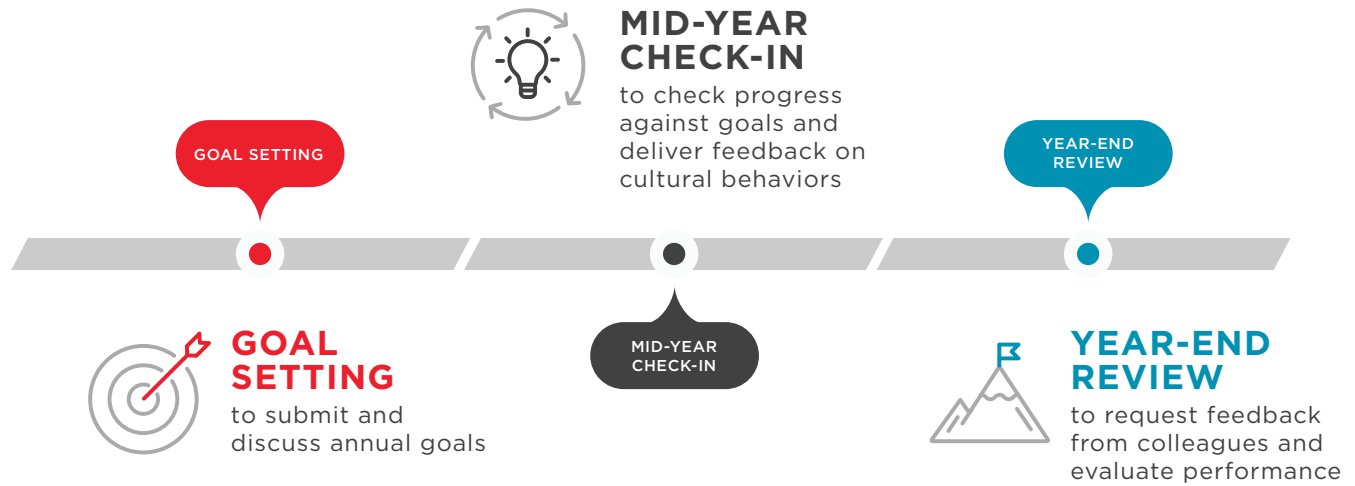 MID-YEAR
CHECK-IN
to check progress
against goals and
deliver feedback on
cultural behaviors
GOAL SETTING
YEAR-END
REVIEW
GOAL
SETTING
to submit and
discuss annual goals
MID-YEAR
CHECK-IN
YEAR-END
REVIEW
to request feedback
from colleagues and
evaluate performance